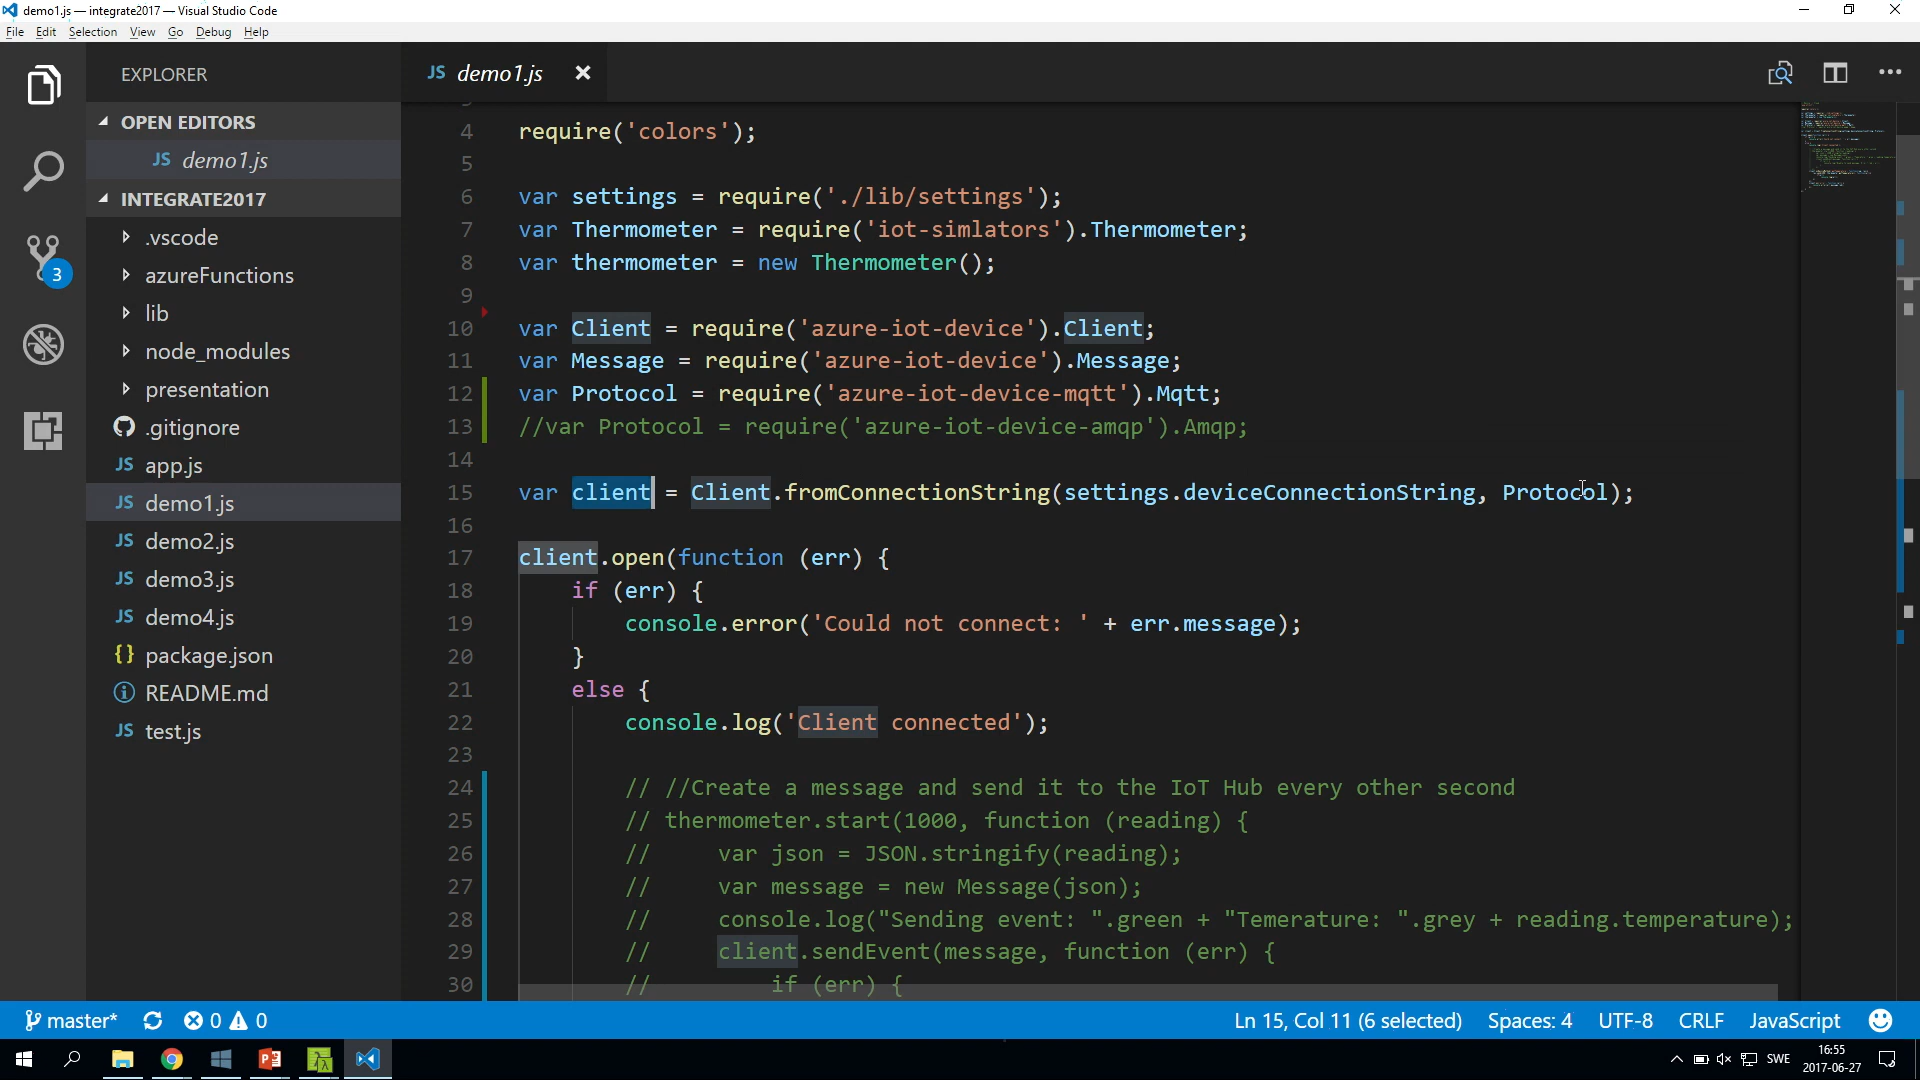 demo1.js — integrate2017 — Visual Studio Code
File Edit Selection View Go Debug Help
EXPLORER
OPEN EDITORS
JS demo1.js
INTEGRATE2017
.vscode
azureFunctions
lib
node_modules
presentation
.gitignore
JS app.js
JS demo1.js
JS demo2.js
JS demo3.js
JS demo4.js
{} package.json
README.md
JS test.js
3
JS demo1.js
4 require('colors');
5
6 var settings = require('./lib/settings');
7 var Thermometer = require('iot-simlators').Thermometer;
8 var thermometer = new Thermometer();
9
10 var Client = require('azure-iot-device').Client;
11 var Message = require('azure-iot-device').Message;
12 var Protocol = require('azure-iot-device-mqtt').Mqtt;
13 //var Protocol = require('azure-iot-device-amqp').Amqp;
14
15 var client = Client.fromConnectionString(settings.deviceConnectionString, Protocol);
16
17 client.open(function (err) {
18 if (err) {
19 console.error('Could not connect: ' + err.message);
20 }
21 else {
22 console.log('Client connected');
23
24 // //Create a message and send it to the IoT Hub every other second
25 // thermometer.start(1000, function (reading) {
26 // var json = JSON.stringify(reading);
27 // var message = new Message(json);
28 // console.log("Sending event: ".green + "Temerature: ".grey + reading.temperature);
29 // client.sendEvent(message, function (err) {
30 // if (err) {
master* 0 0 Ln 15, Col 11 (6 selected) Spaces: 4 UTF-8 CRLF JavaScript
SWE
16:55
2017-06-27